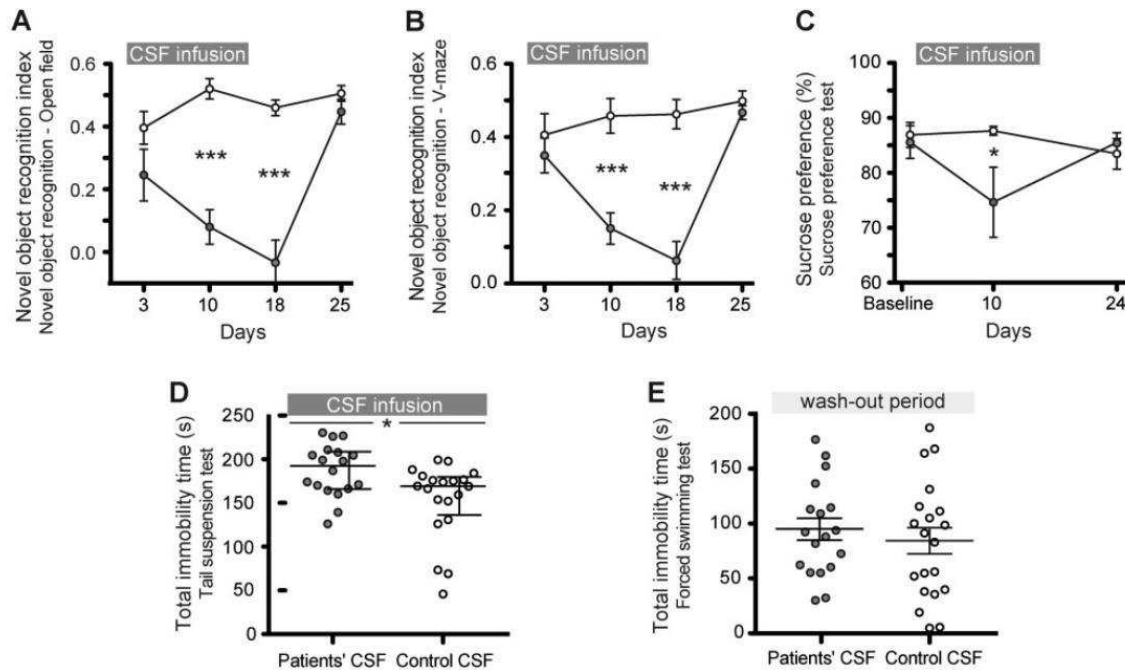 A
CSF infusion
Novel object recognition index
Novel object recognition - Open field
0.6
0.4
0.2
0.0
***
***
3
10
18
25
Days
B
CSF infusion
Novel object recognition index
Novel object recognition - V-maze
0.6
0.4
0.2
0.0
***
***
3
10
18
25
Days
C
CSF infusion
Sucrose preference (%)
Sucrose preference test
100
90
80
70
60
*
Baseline
10
24
Days
D
CSF infusion
*
Total immobility time (s)
Tail suspension test
250
200
150
100
50
0
Patients' CSF
Control CSF
E
wash-out period
Total immobility time (s)
Forced swimming test
200
150
100
50
0
Patients' CSF
Control CSF